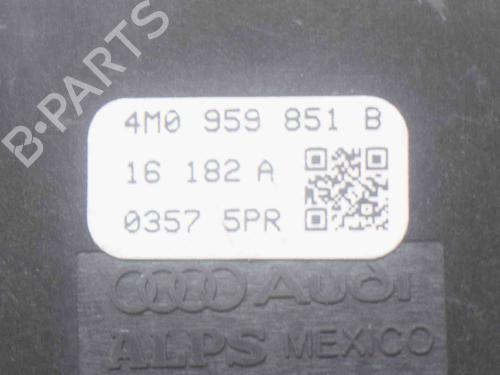 B-PARTS
4M0 959 851 B
16 182 A
0357 5PR
Audi
ALPS MEXICO